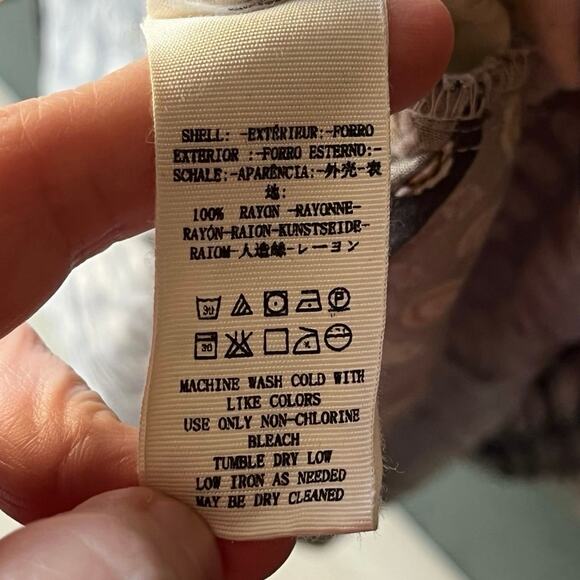 SHELL: -EXTÉRIEUR:-FORRO
EXTERIOR :-FORRO ESTERNO:-
SCHALE:-APARÊNCIA:-外壳-表
地:
100% RAYON -RAYONNE-
RAYÓN-RAION-KUNSTSEIDE-
RAIOM-人造絲-レーヨン
30
P
30
MACHINE WASH COLD WITH
LIKE COLORS
USE ONLY NON-CHLORINE
BLEACH
TUMBLE DRY LOW
LOW IRON AS NEEDED
MAY BE DRY CLEANED